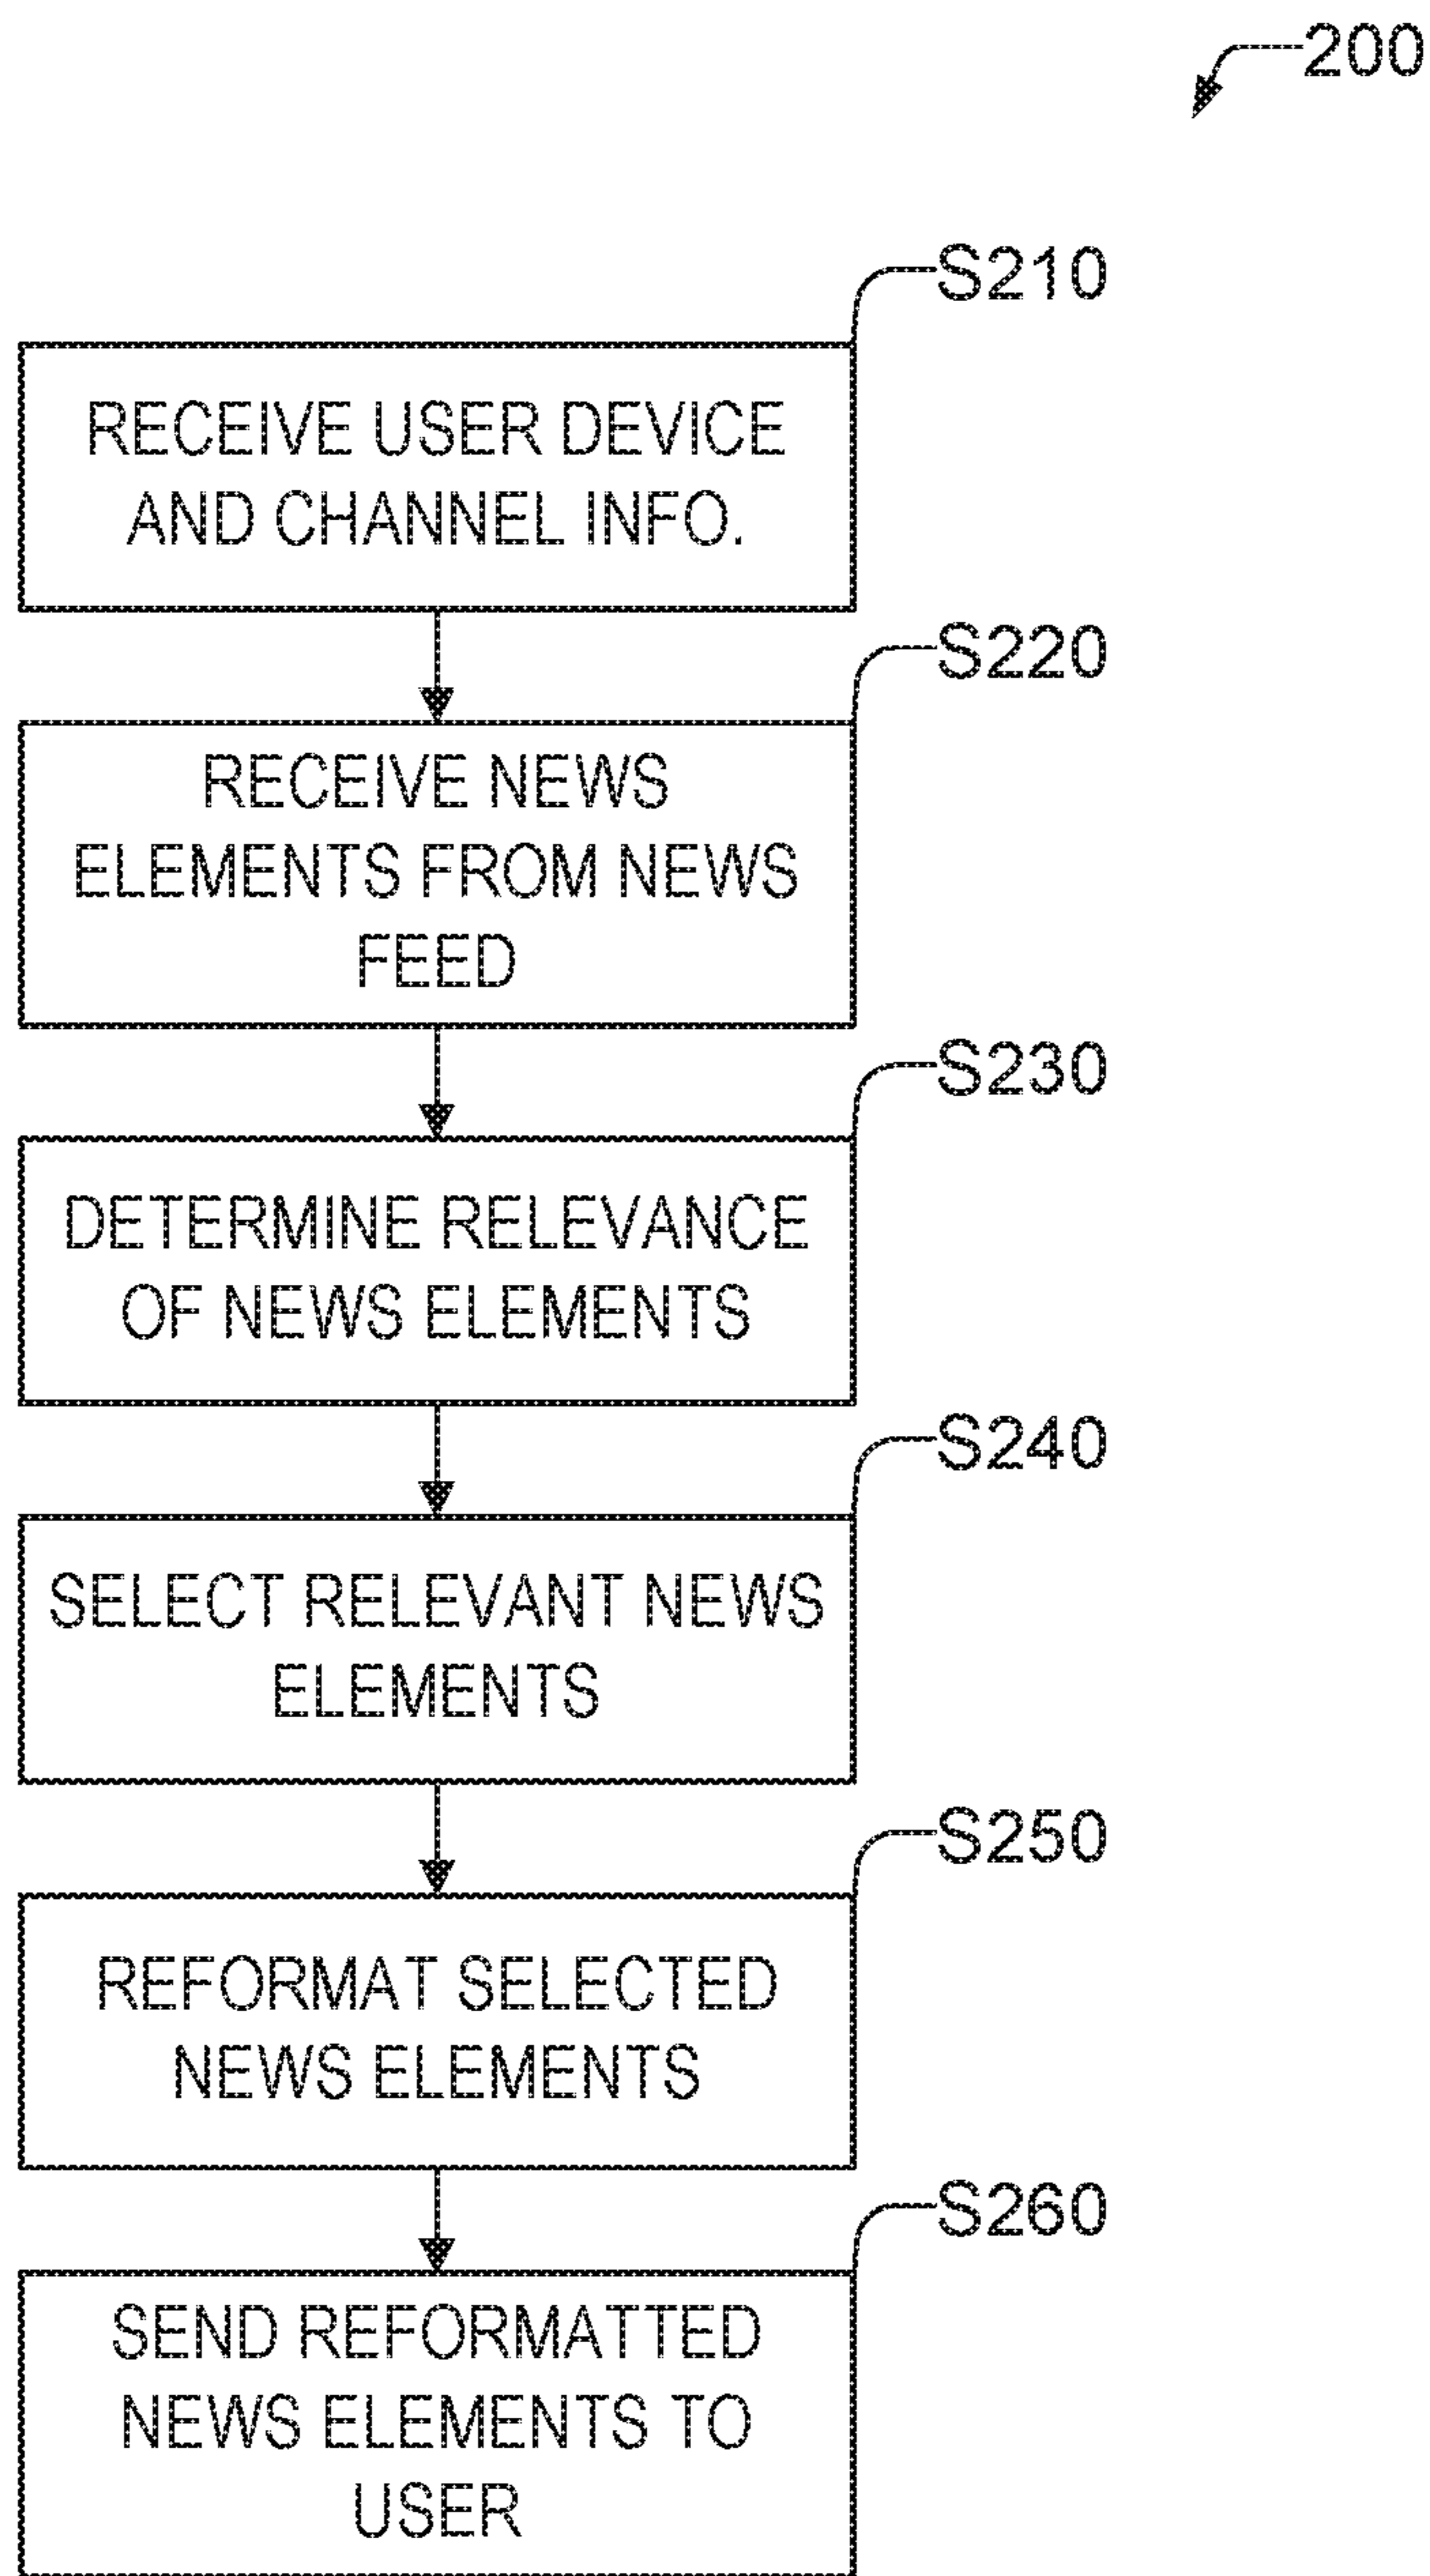 200
S210
RECEIVE USER DEVICE
AND CHANNEL INFO.
S220
RECEIVE NEWS
ELEMENTS FROM NEWS
FEED
S230
DETERMINE RELEVANCE
OF NEWS ELEMENTS
S240
SELECT RELEVANT NEWS
ELEMENTS
S250
REFORMAT SELECTED
NEWS ELEMENTS
S260
SEND REFORMATTED
NEWS ELEMENTS TO
USER